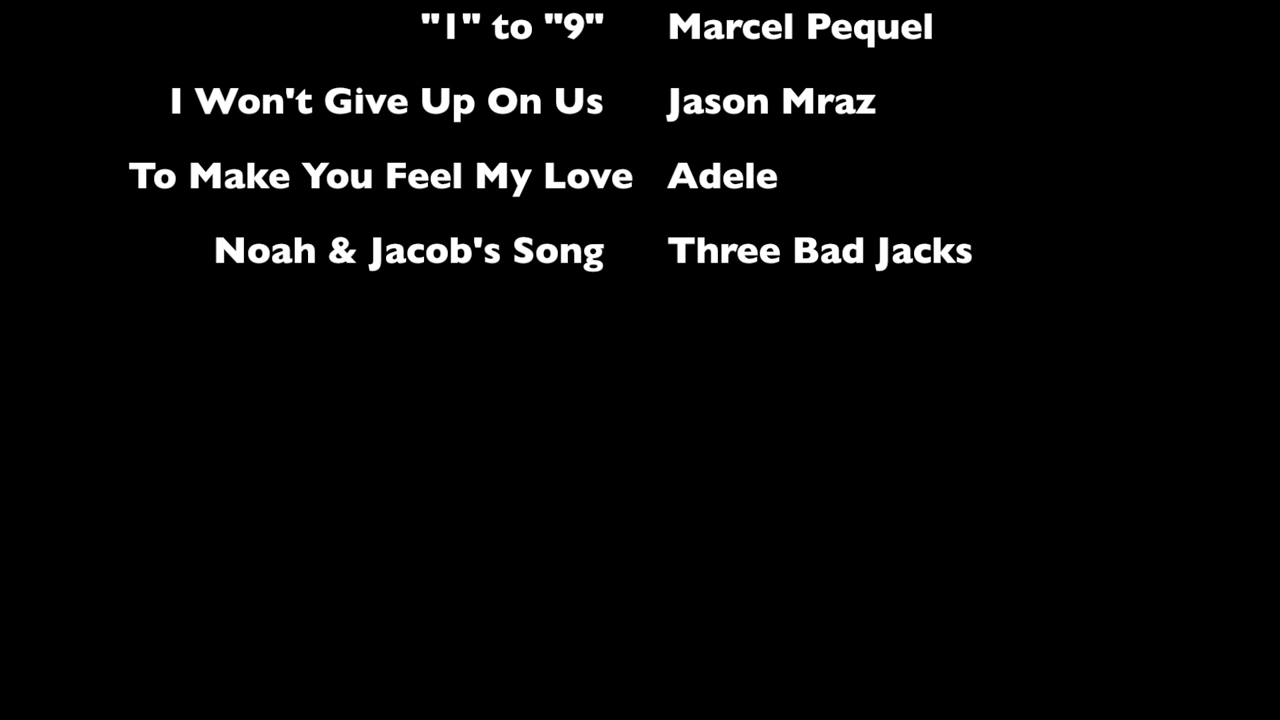 "1" to "9" Marcel Pequel
I Won't Give Up On Us Jason Mraz
To Make You Feel My Love Adele
Noah & Jacob's Song Three Bad Jacks